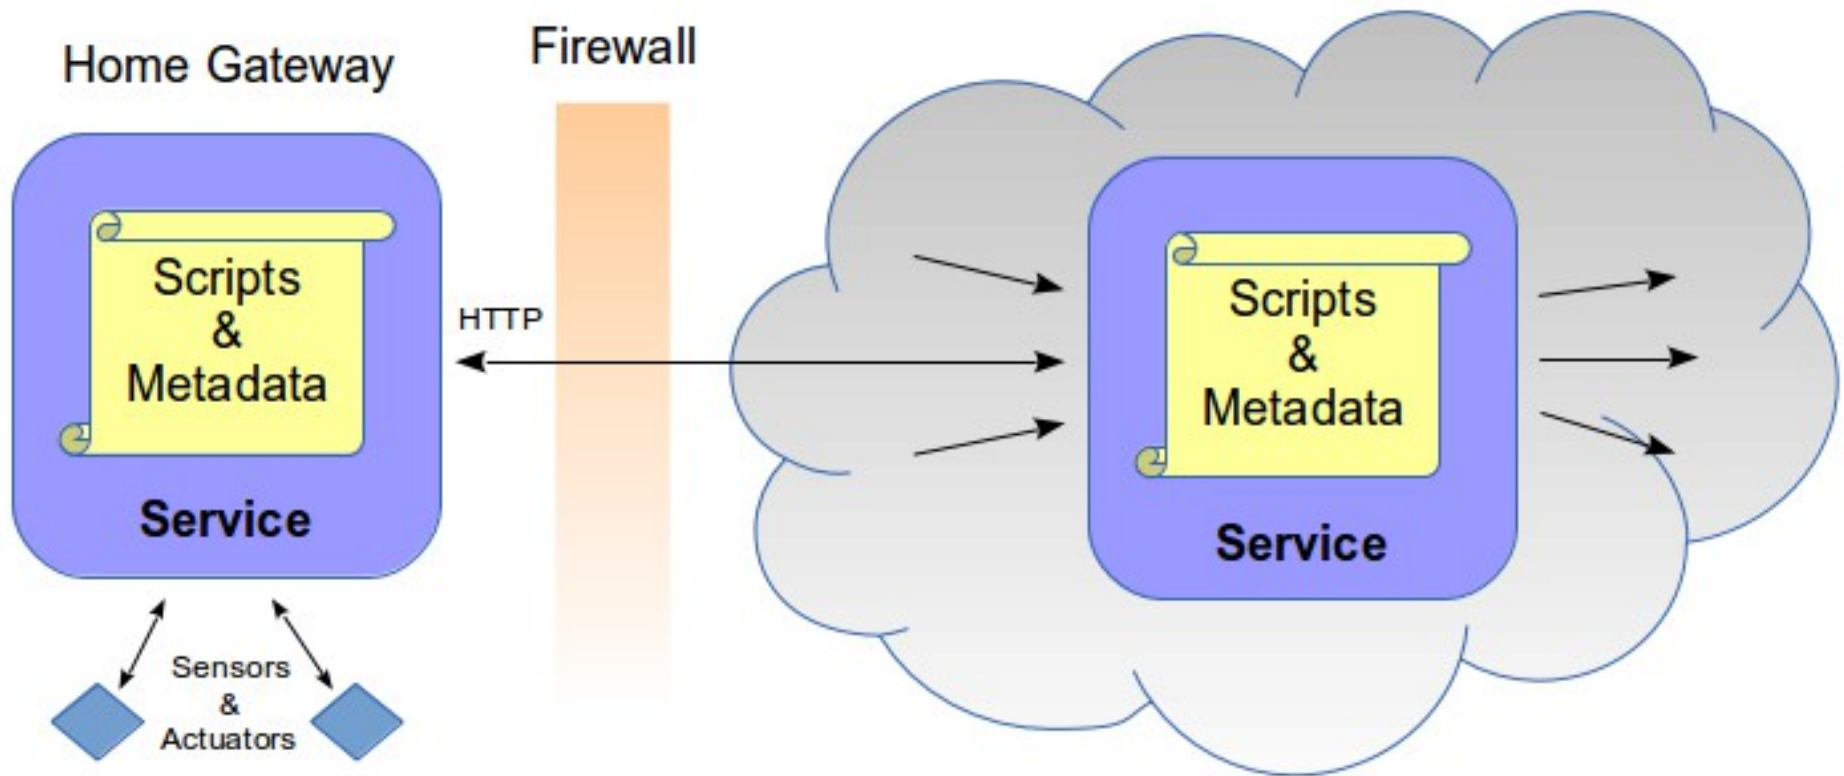 Home Gateway
Firewall
Scripts
&
Metadata
Service
HTTP
Scripts
&
Metadata
Service
Sensors
&
Actuators